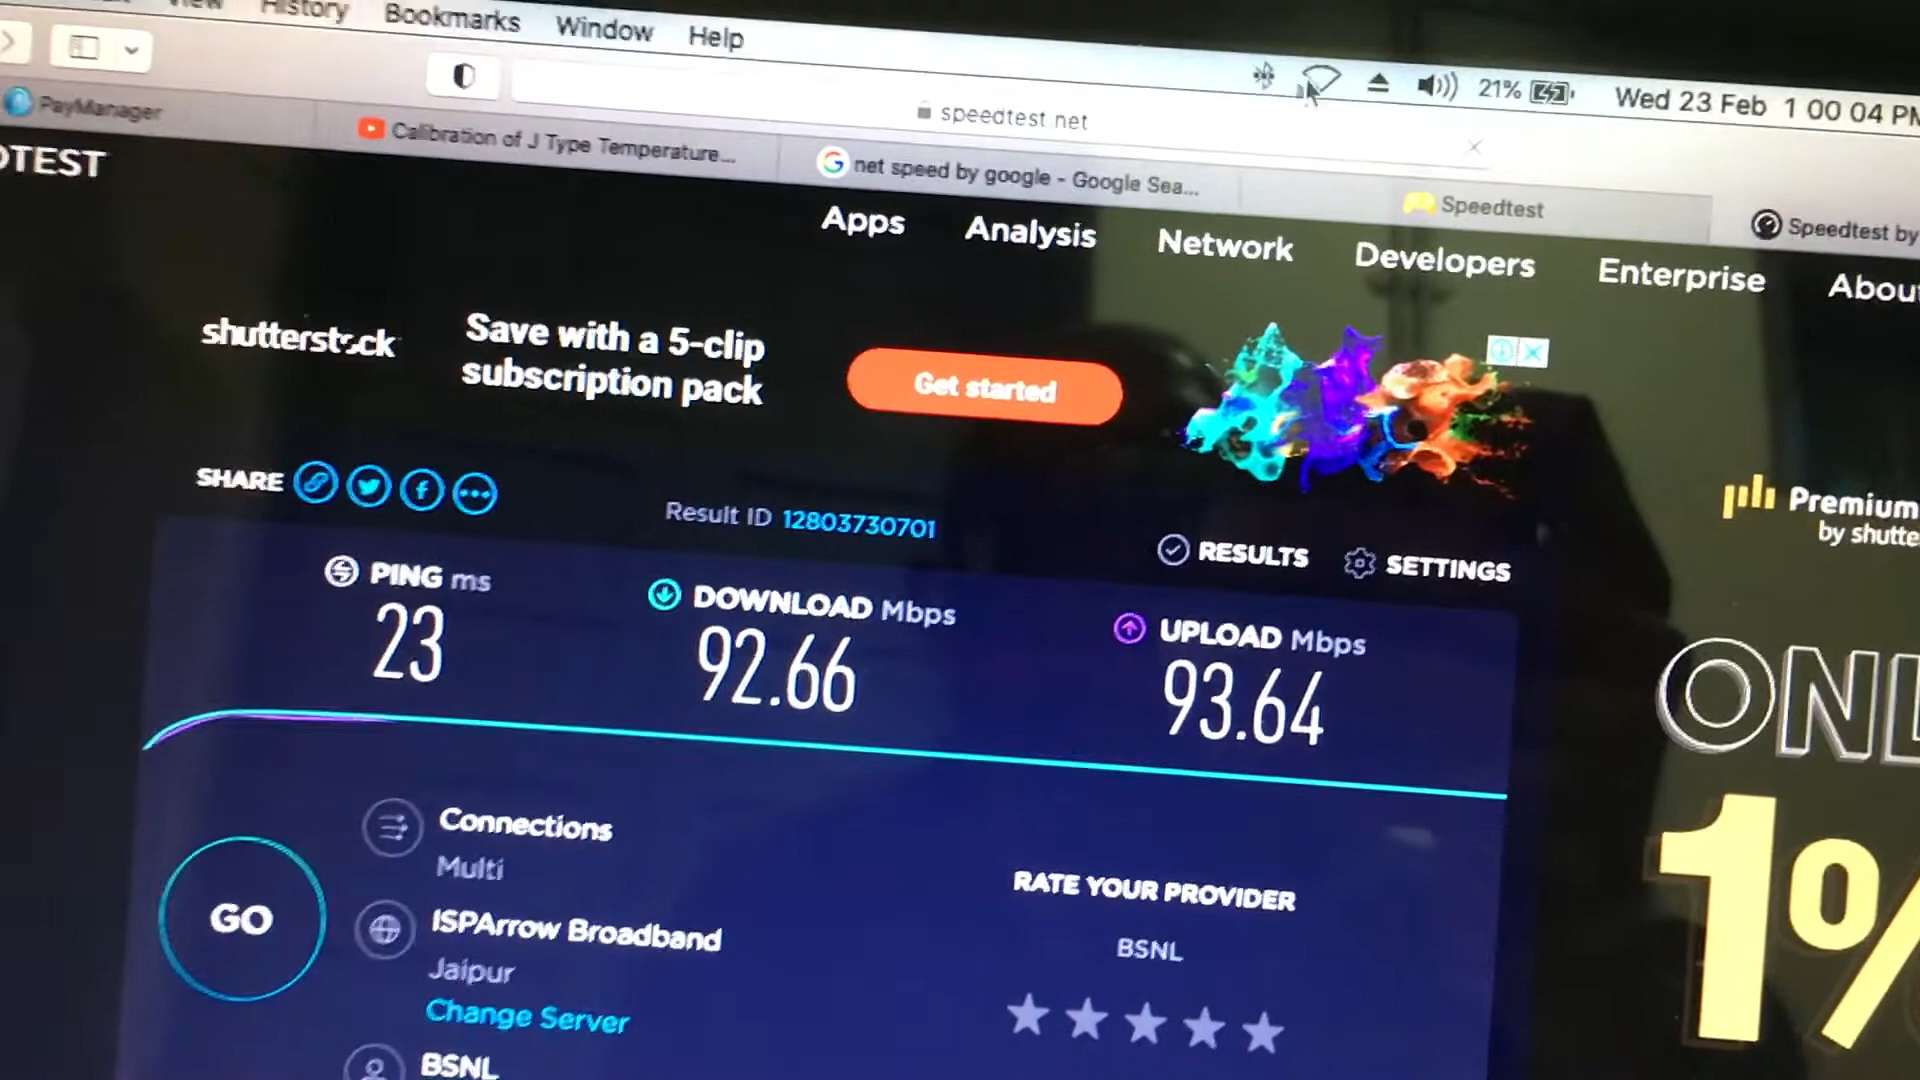 History Bookmarks Window Help
21% Wed 23 Feb 1 00 04 PM
speedtest net
PayManager
Calibration of J Type Temperature...
net speed by google - Google Sea...
Speedtest
Speedtest by
DTEST
Apps Analysis Network Developers Enterprise About
shutterstock
Save with a 5-clip
subscription pack
Get started
SHARE
Result ID 12803730701
RESULTS SETTINGS
Premium
by shutte
PING ms
23
DOWNLOAD Mbps
92.66
UPLOAD Mbps
93.64
ONL
1%
GO
Connections
Multi
ISPArrow Broadband
Jaipur
Change Server
BSNL
RATE YOUR PROVIDER
BSNL